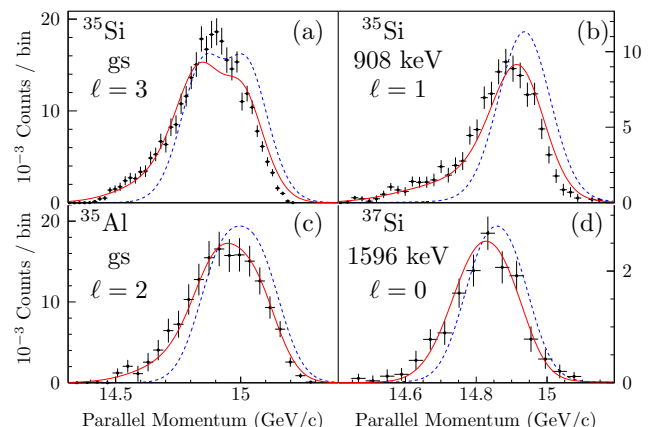 20
³⁵Si
(a)
gs
ℓ = 3
10
0
10⁻³ Counts / bin
³⁵Si
(b)
908 keV
ℓ = 1
10
5
0
³⁵Al
(c)
gs
ℓ = 2
20
10
0
10⁻³ Counts / bin
³⁷Si
(d)
1596 keV
ℓ=0
2
0
14.5 15
14.6 14.8 15
Parallel Momentum (GeV/c) Parallel Momentum (GeV/c)